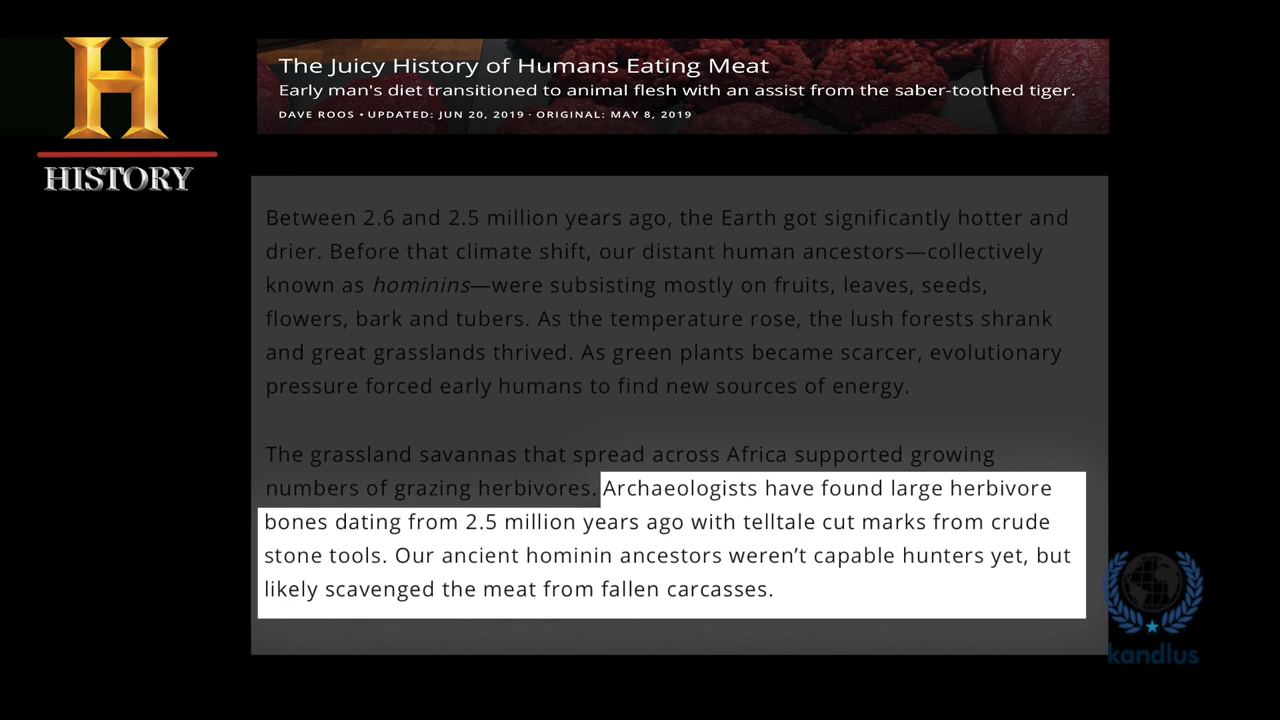 The Juicy History of Humans Eating Meat
Early man's diet transitioned to animal flesh with an assist from the saber-toothed tiger.
DAVE ROOS • UPDATED: JUN 20, 2019 · ORIGINAL: MAY 8, 2019
H
HISTORY
Between 2.6 and 2.5 million years ago, the Earth got significantly hotter and
drier. Before that climate shift, our distant human ancestors—collectively
known as hominins—were subsisting mostly on fruits, leaves, seeds,
flowers, bark and tubers. As the temperature rose, the lush forests shrank
and great grasslands thrived. As green plants became scarcer, evolutionary
pressure forced early humans to find new sources of energy.
The grassland savannas that spread across Africa supported growing
numbers of grazing herbivores. Archaeologists have found large herbivore
bones dating from 2.5 million years ago with telltale cut marks from crude
stone tools. Our ancient hominin ancestors weren’t capable hunters yet, but
likely scavenged the meat from fallen carcasses.
kandlus